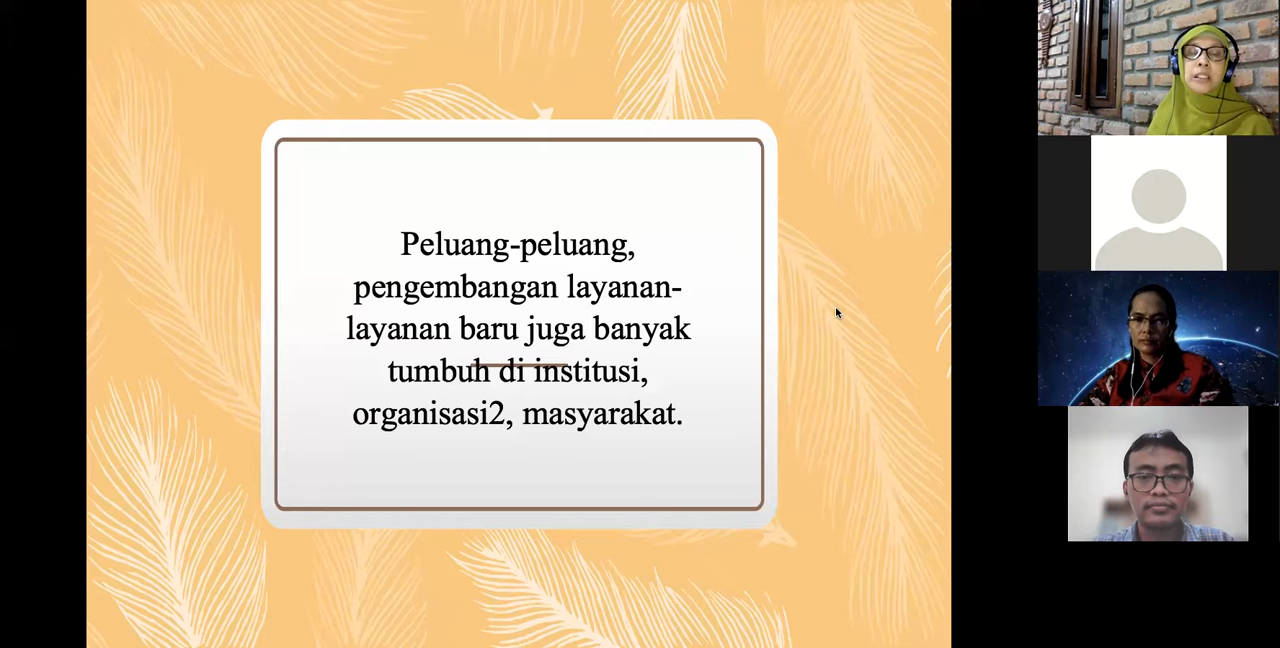 Peluang-peluang,
pengembangan layanan-
layanan baru juga banyak
tumbuh di institusi,
organisasi2, masyarakat.